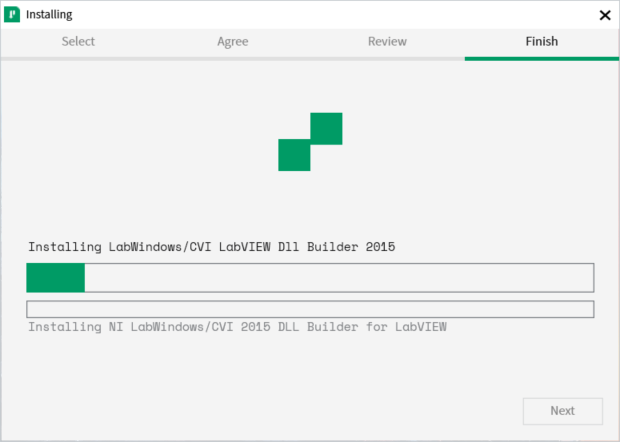 Installing
Select Agree Review Finish
Installing LabWindows/CVI LabVIEW Dll Builder 2015
Installing NI LabWindows/CVI 2015 DLL Builder for LabVIEW
Next